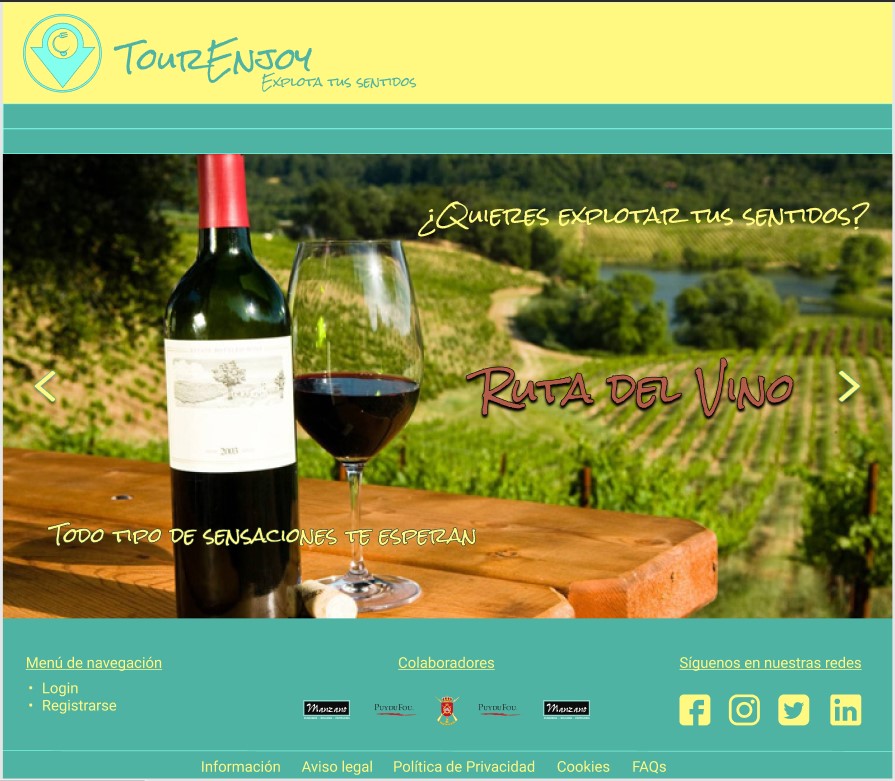 TourEnjoy
Explota tus sentidos
¿Quieres explotar tus sentidos?
Ruta del Vino
2003
Todo tipo de sensaciones te esperan
Menú de navegación
Colaboradores
Síguenos en nuestras redes
• Login
• Registrarse
Manzano
PUYDUFOU
PUYDUFOU
Manzano
Información
Aviso legal
Política de Privacidad
Cookies
FAQs